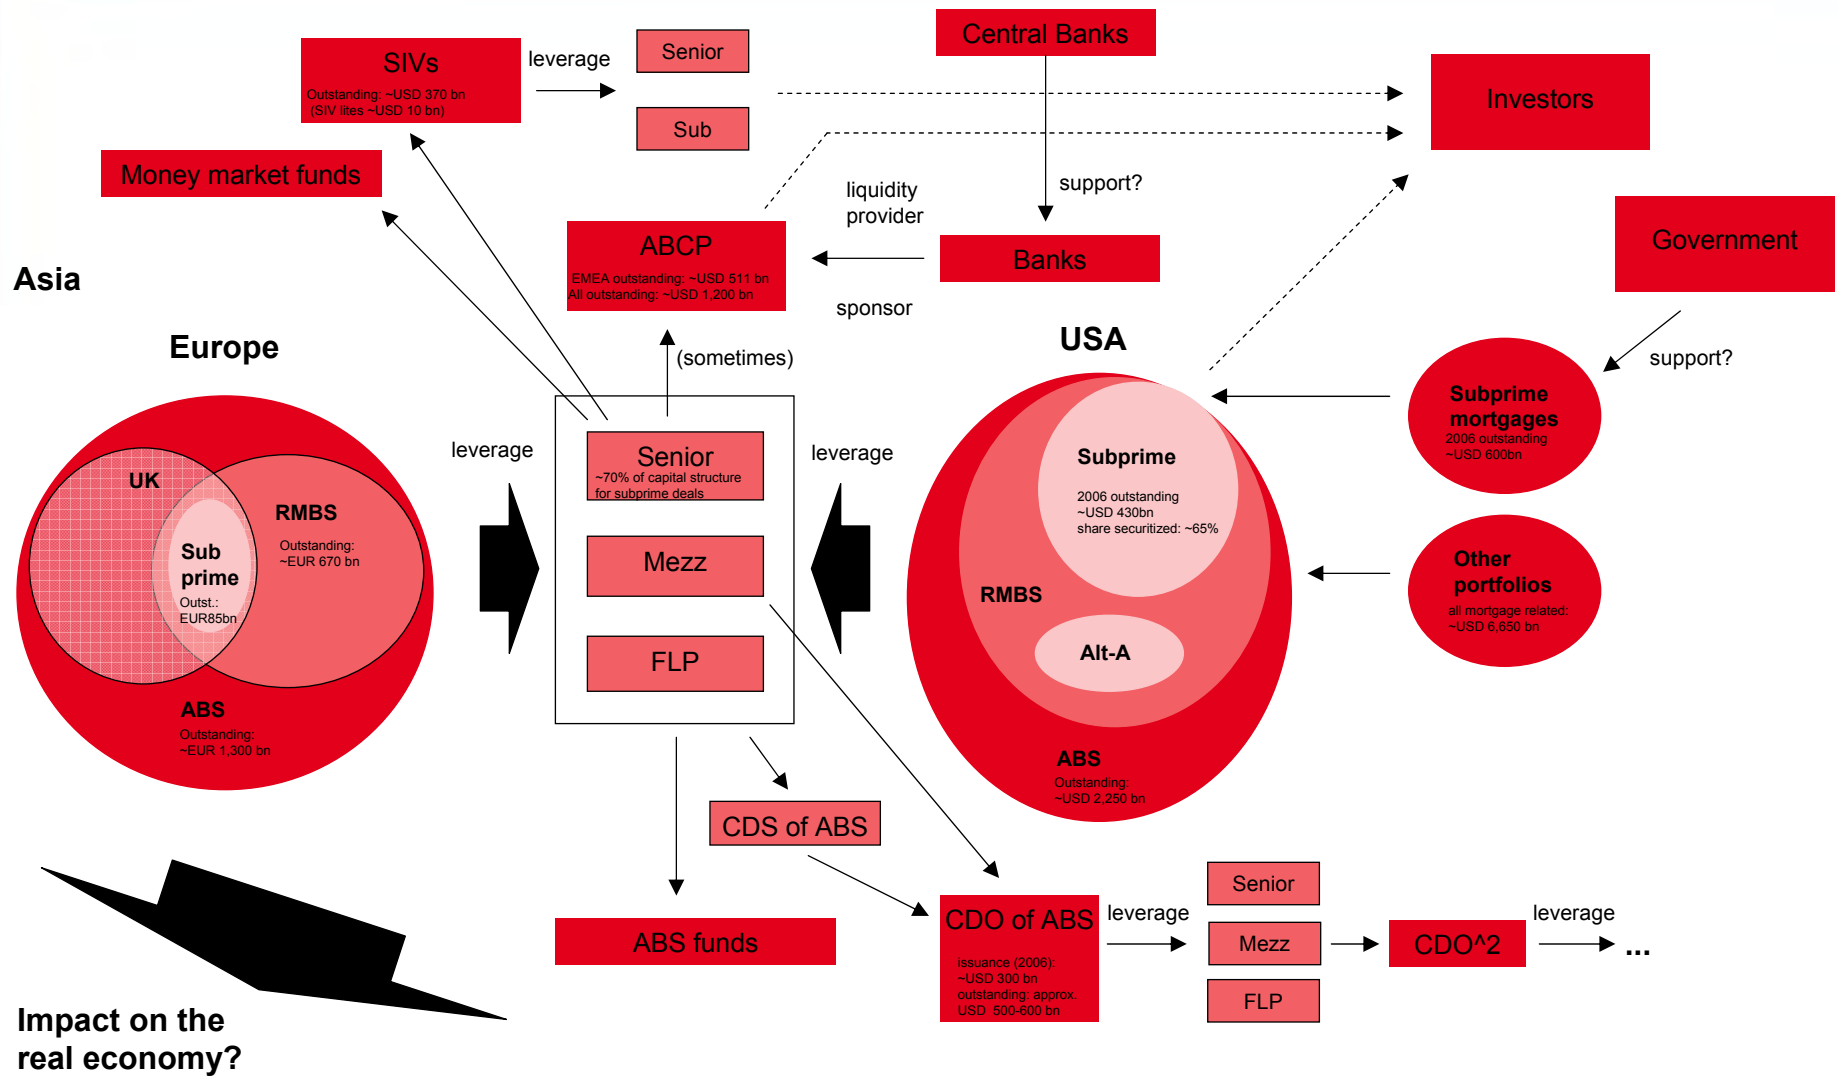 SIVs
Outstanding: ~USD 370 bn
(SIV lites ~USD 10 bn)
leverage
Senior
Sub
Central Banks
Investors
Money market funds
liquidity
provider
support?
ABCP
EMEA outstanding: ~USD 511 bn
All outstanding: ~USD 1,200 bn
Banks
sponsor
Government
support?
Asia
Europe
(sometimes)
USA
UK
RMBS
Outstanding:
~EUR 670 bn
Sub
prime
Outst.:
EUR85bn
ABS
Outstanding:
~EUR 1,300 bn
leverage
Senior
~70% of capital structure
for subprime deals
Mezz
FLP
leverage
Subprime
2006 outstanding
~USD 430bn
share securitized: ~65%
RMBS
Alt-A
ABS
Outstanding:
~USD 2,250 bn
Subprime
mortgages
2006 outstanding
~USD 600bn
Other
portfolios
all mortgage related:
~USD 6,650 bn
CDS of ABS
ABS funds
CDO of ABS
issuance (2006):
~USD 300 bn
outstanding: approx.
USD 500-600 bn
leverage
Senior
Mezz
FLP
CDO^2
leverage
...
Impact on the
real economy?